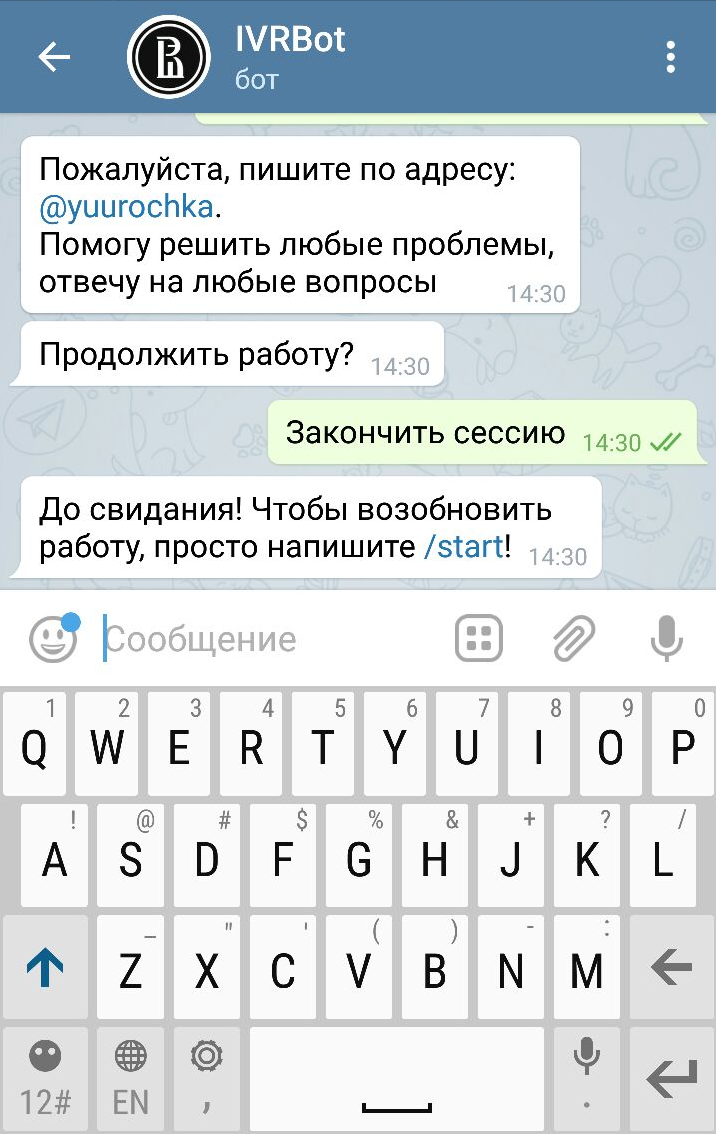 IVRBot
бот
Пожалуйста, пишите по адресу:
@yuurochka.
Помогу решить любые проблемы,
отвечу на любые вопросы 14:30
Продолжить работу? 14:30
Закончить сессию 14:30
До свидания! Чтобы возобновить
работу, просто напишите /start! 14:30
Сообщение
1 2 3 4 5 6 7 8 9 0
Q W E R T Y U I O P
! @ # $ % & + ? /
A S D F G H J K L
_ " ' ( ) - :
Z X C V B N M
12# EN , .